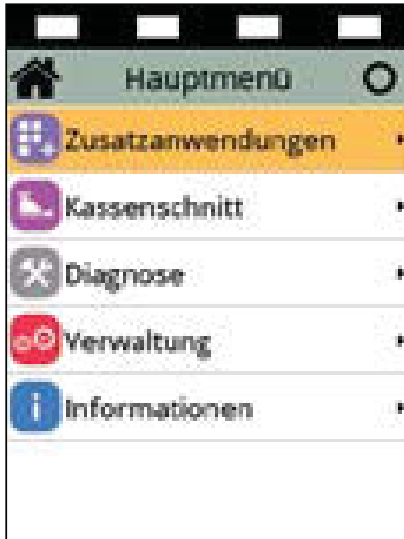 Hauptmenü
Zusatzanwendungen
Kassenschnitt
Diagnose
Verwaltung
Informationen